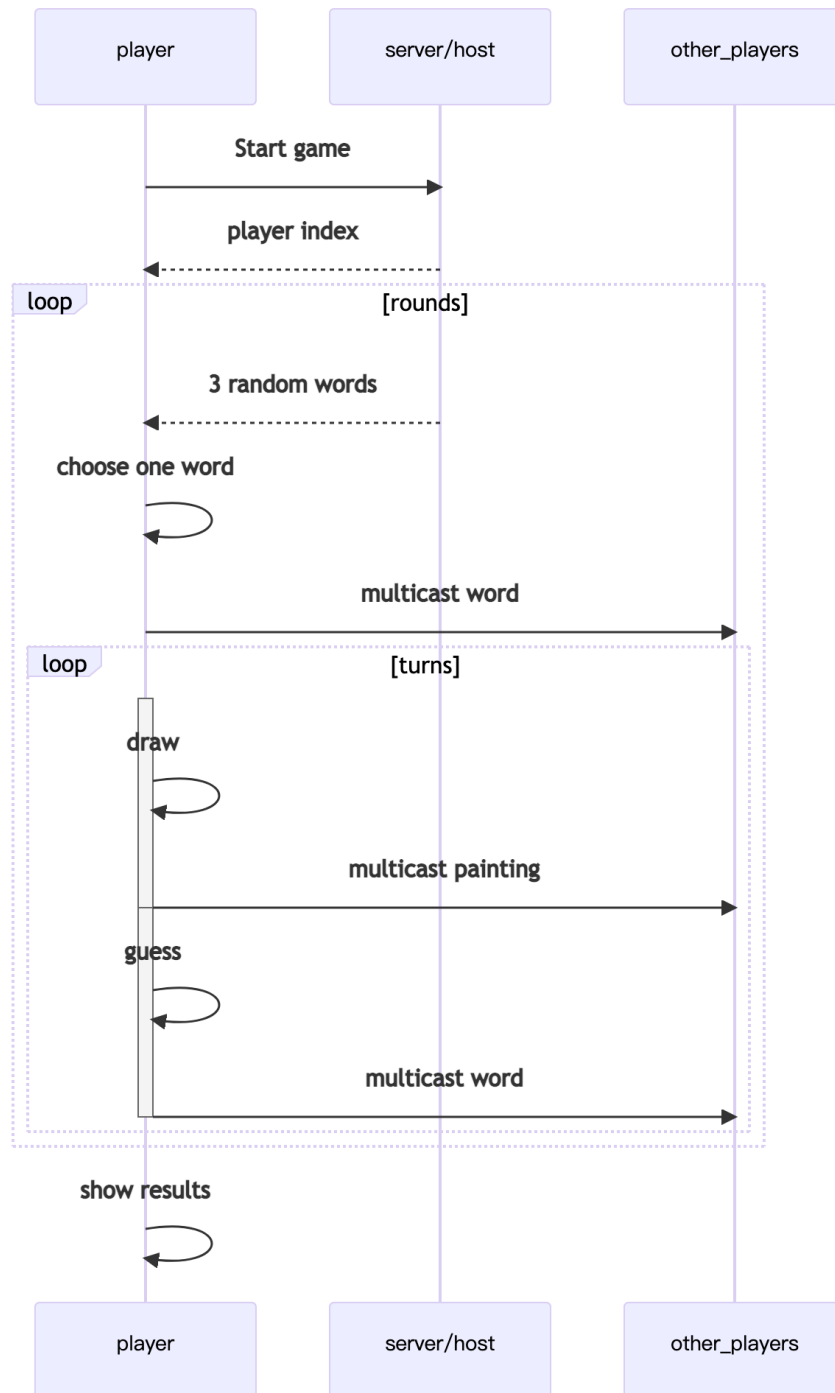 player server/host other_players
Start game
player index
loop [rounds]
3 random words
choose one word
multicast word
loop [turns]
draw
multicast painting
guess
multicast word
show results
player server/host other_players